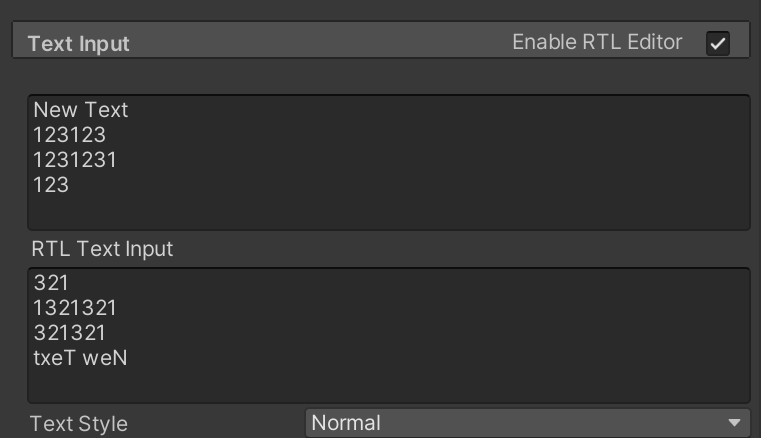 Text Input
Enable RTL Editor
New Text
123123
1231231
123
RTL Text Input
321
1321321
321321
txeT weN
Text Style
Normal